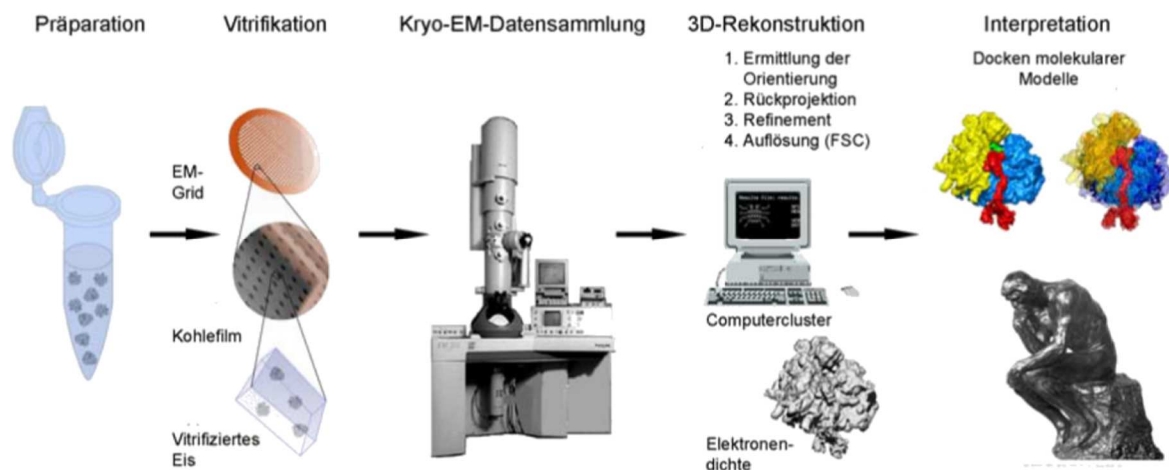 Präparation
Vitrifikation
Kryo-EM-Datensammlung
3D-Rekonstruktion
Interpretation
1. Ermittlung der
Orientierung
2. Rückprojektion
3. Refinement
4. Auflösung (FSC)
Docken molekularer
Modelle
EM-
Grid
Kohlefilm
Vitrifiziertes
Eis
Computercluster
Elektronen-
dichte